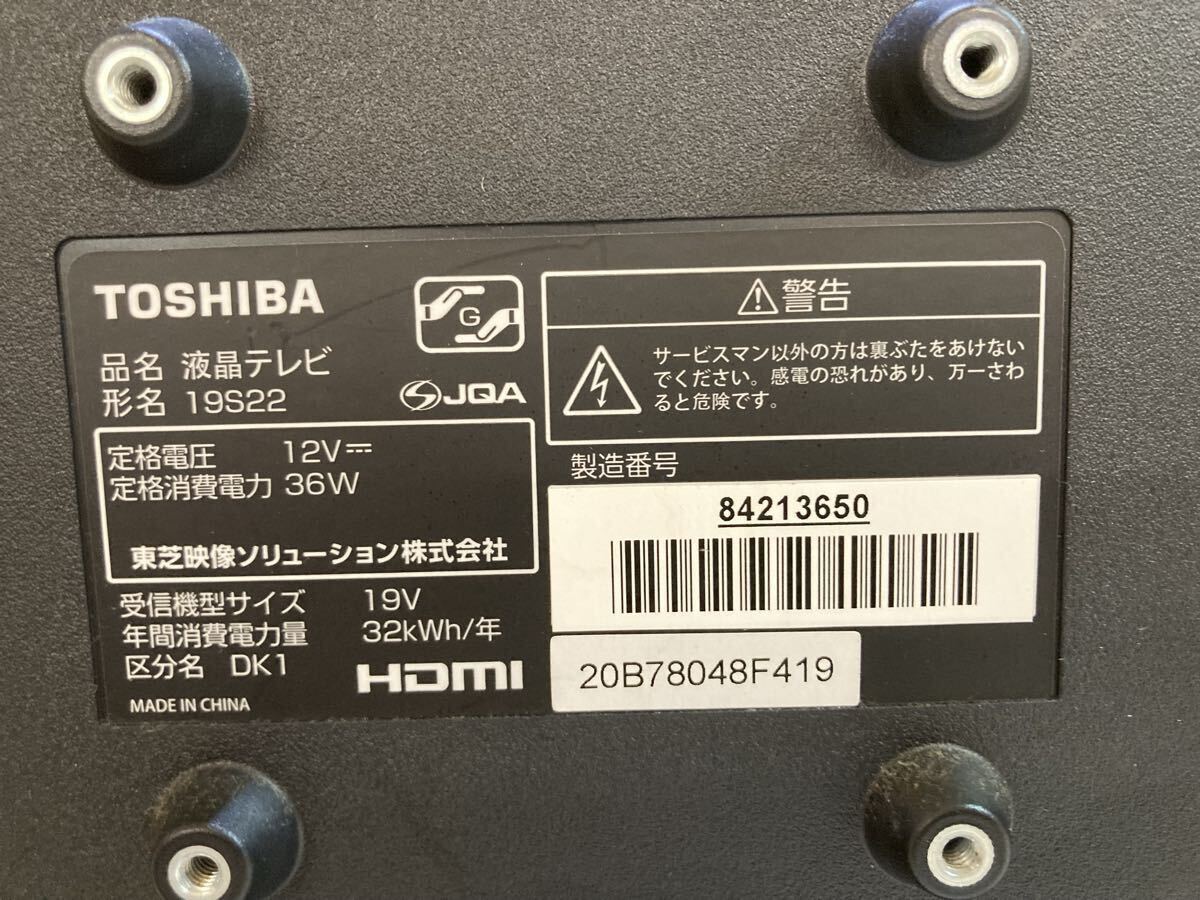 TOSHIBA
G
品名 液晶テレビ
形名 19S22
JQA
定格電圧 12V⎓
定格消費電力 36W
東芝映像ソリューション株式会社
受信機型サイズ 19V
年間消費電力量 32kWh/年
区分名 DK1
HDMI
MADE IN CHINA
警告
サービスマン以外の方は裏ぶたをあけない
でください。感電の恐れがあり、万一さわ
ると危険です。
製造番号
84213650
20B78048F419